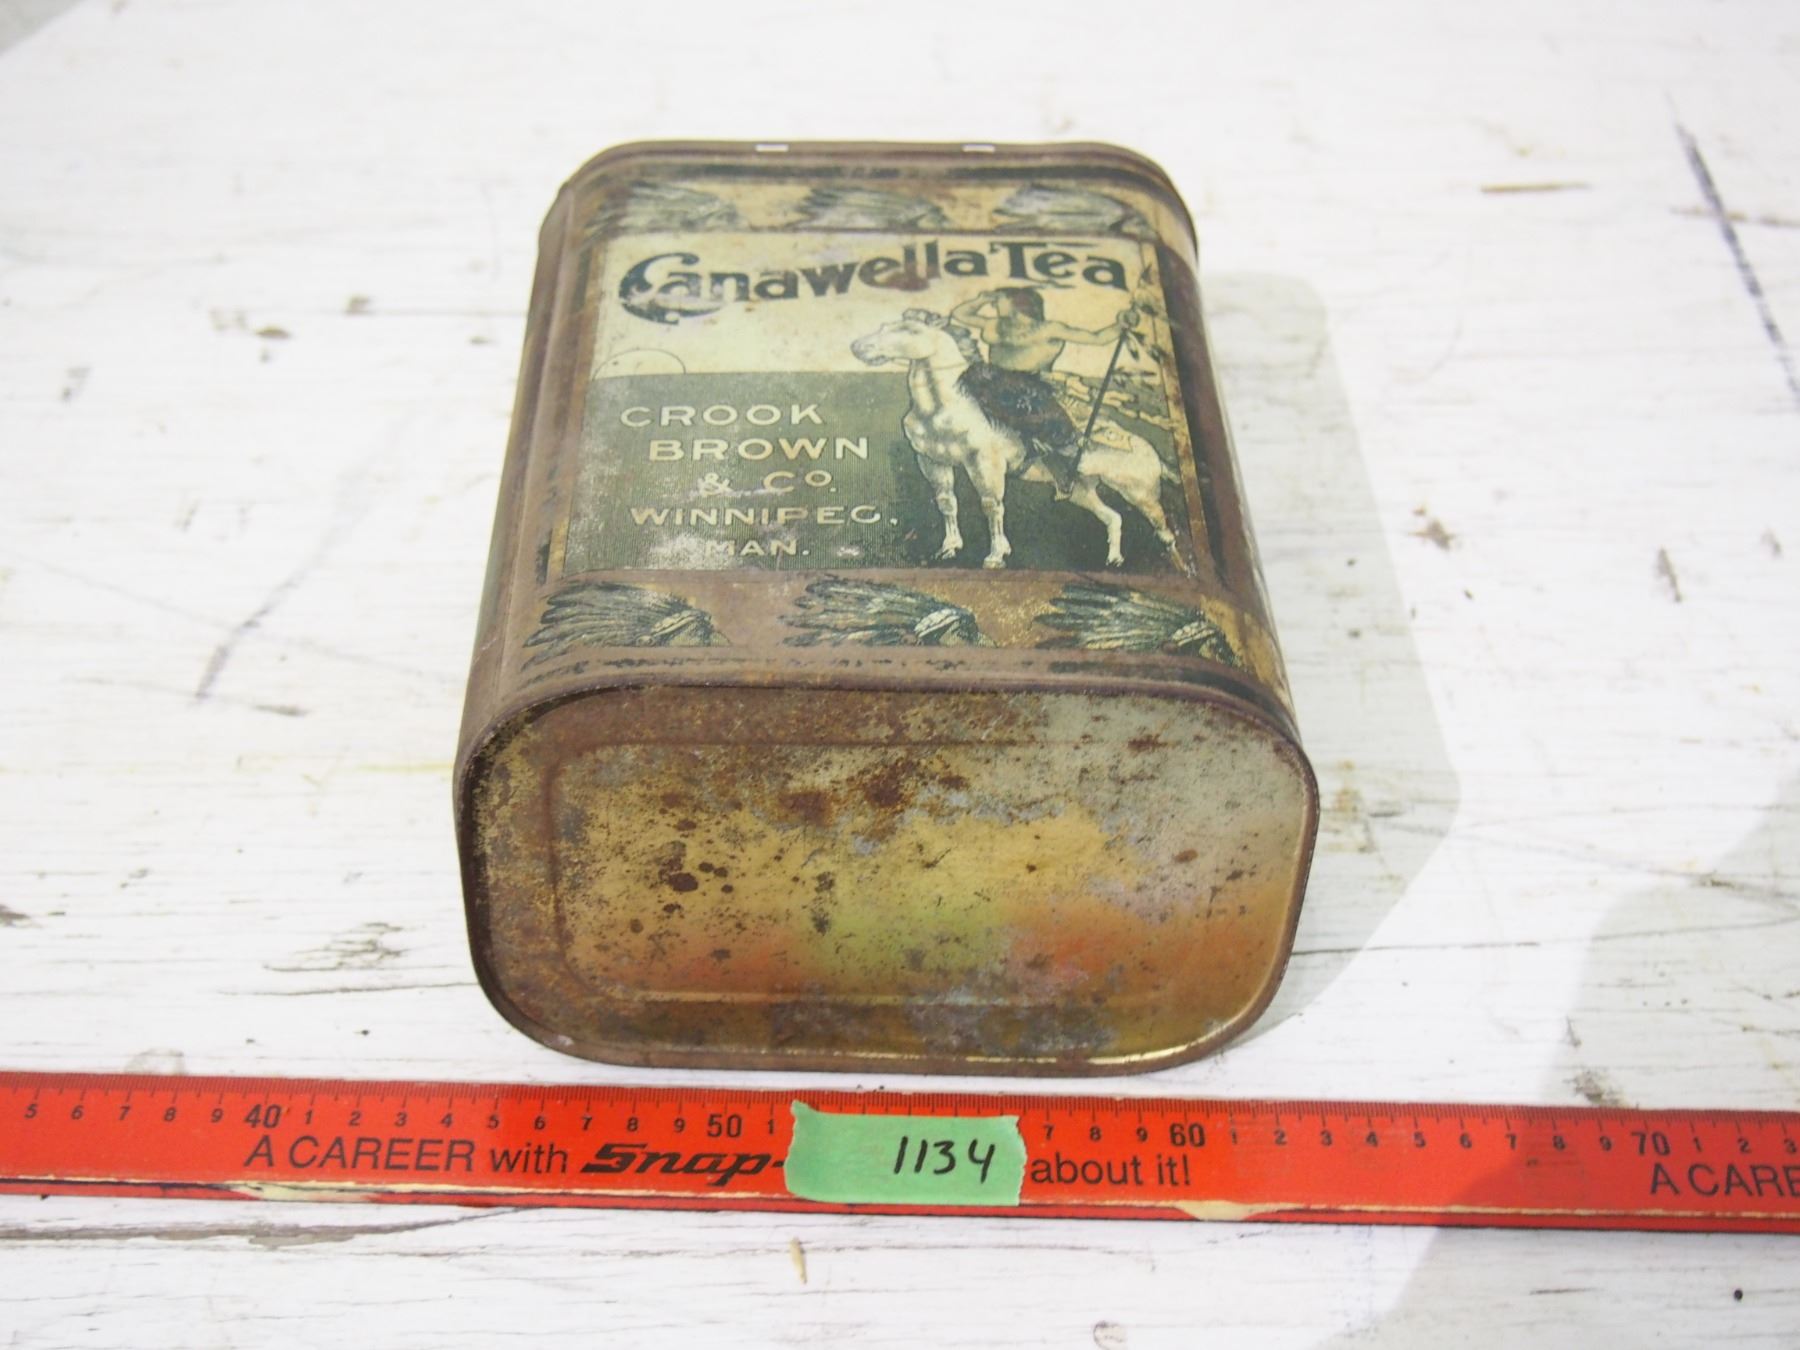 Canawella Tea
CROOK
BROWN
& Co.
WINNIPEG,
MAN.
5 6 7 8 9 40 1 2 3 4 5 6 7 8 9 50 1 7 8 9 60 1 2 3 4 5 6 7 8 9 70 1 2 3
A CAREER with Snap- about it! A CARE
1134